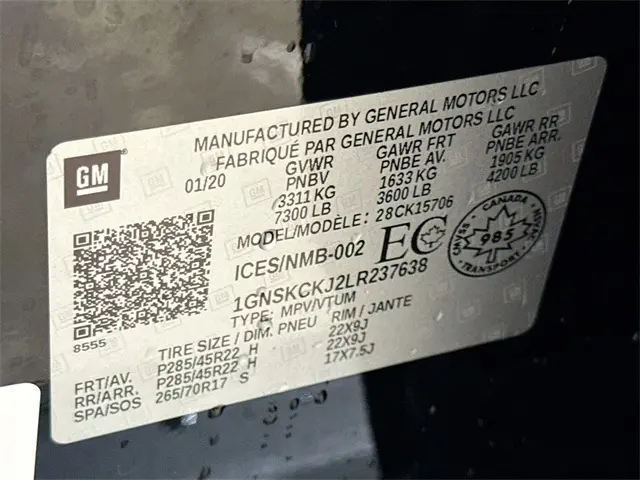 GM
MANUFACTURED BY GENERAL MOTORS LLC
FABRIQUÉ PAR GENERAL MOTORS LLC
01/20
GVWR GAWR FRT GAWR RR
PNBV PNBE AV. PNBE ARR.
3311 KG 1633 KG 1905 KG
7300 LB 3600 LB 4200 LB
MODEL/MODÈLE: 28CK15706
ICES/NMB-002 EC
CANADA
985
TRANSPORT
1GNSKCKJ2LR237638
TYPE: MPV/VTUM
8555
TIRE SIZE / DIM. PNEU RIM / JANTE
FRT/AV. P285/45R22 H 22X9J
RR/ARR. P285/45R22 H 22X9J
SPA/SOS 265/70R17 S 17X7.5J